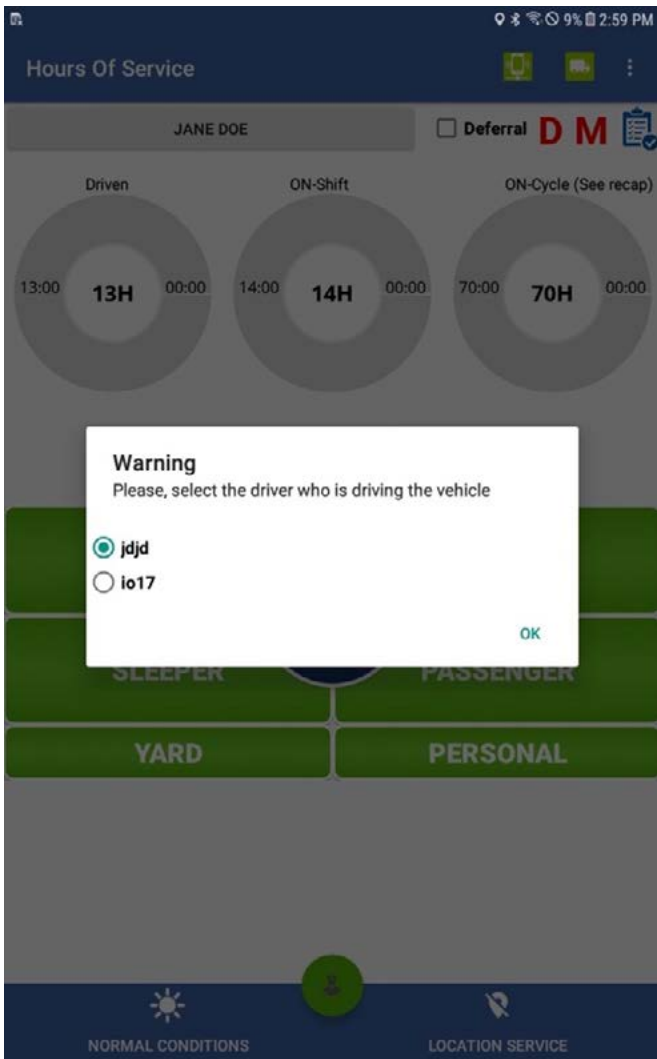 9% 2:59 PM
Hours Of Service
JANE DOE
Deferral D M
Driven ON-Shift ON-Cycle (See recap)
13:00 13H 00:00 14:00 14H 00:00 70:00 70H 00:00
Warning
Please, select the driver who is driving the vehicle
jdjd
io17
OK
SLEEPER PASSENGER
YARD PERSONAL
NORMAL CONDITIONS LOCATION SERVICE